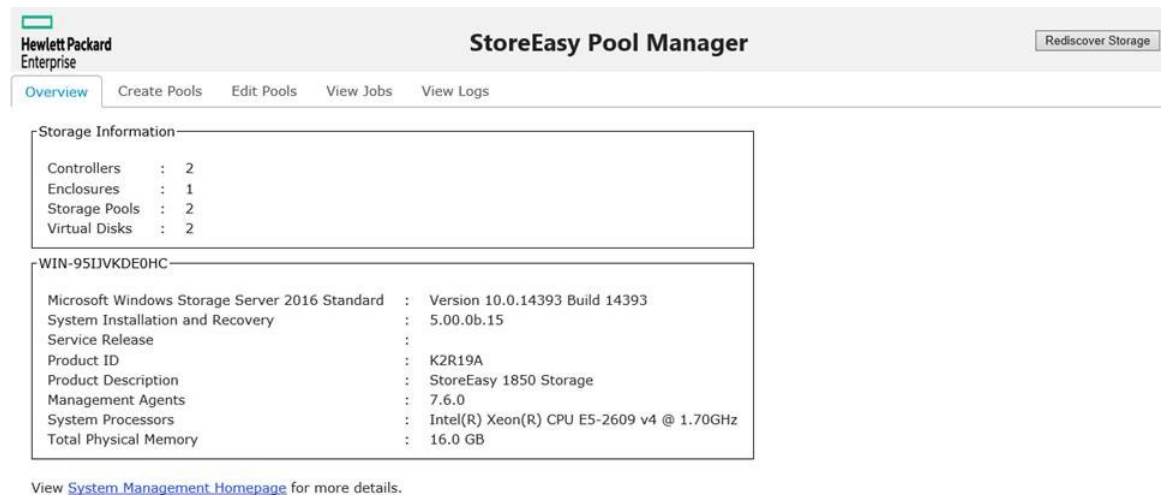 Hewlett Packard
Enterprise
StoreEasy Pool Manager
Rediscover Storage
Overview Create Pools Edit Pools View Jobs View Logs
Storage Information
Controllers : 2
Enclosures : 1
Storage Pools : 2
Virtual Disks : 2
WIN-95IJVKDE0HC
Microsoft Windows Storage Server 2016 Standard : Version 10.0.14393 Build 14393
System Installation and Recovery : 5.00.0b.15
Service Release :
Product ID : K2R19A
Product Description : StoreEasy 1850 Storage
Management Agents : 7.6.0
System Processors : Intel(R) Xeon(R) CPU E5-2609 v4 @ 1.70GHz
Total Physical Memory : 16.0 GB
View System Management Homepage for more details.